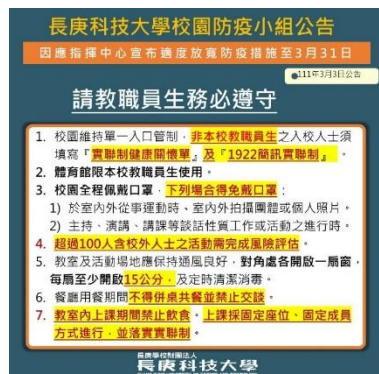 長庚科技大學校園防疫小組公告
因應指揮中心宣布適度放寬防疫措施至3月31日
●111年3月3日公告
請教職員生務必遵守
1. 校園維持單一人口管制，非本校教職員生之入校人士須
填寫『實聯制健康關懷單』及『1922簡訊實聯制』。
2. 體育館限本校教職員生使用。
3. 校園全程佩戴口罩，下列場合得免戴口罩：
1) 於室內外從事運動時、室內外拍攝團體或個人照片。
2) 主持、演講、講課等談話性質工作或活動之進行時。
4. 超過100人含校外人士之活動需完成風險評估。
5. 教室及活動場地應保持通風良好，對角處各開啟一扇窗，
每扇至少開啟15公分，及定時清潔消毒。
6. 餐廳用餐期間不得併桌共餐並禁止交談。
7. 教室內上課期間禁止飲食。上課採固定座位、固定成員
方式進行，並落實實聯制。
長庚學校財團法人
長庚科技大學